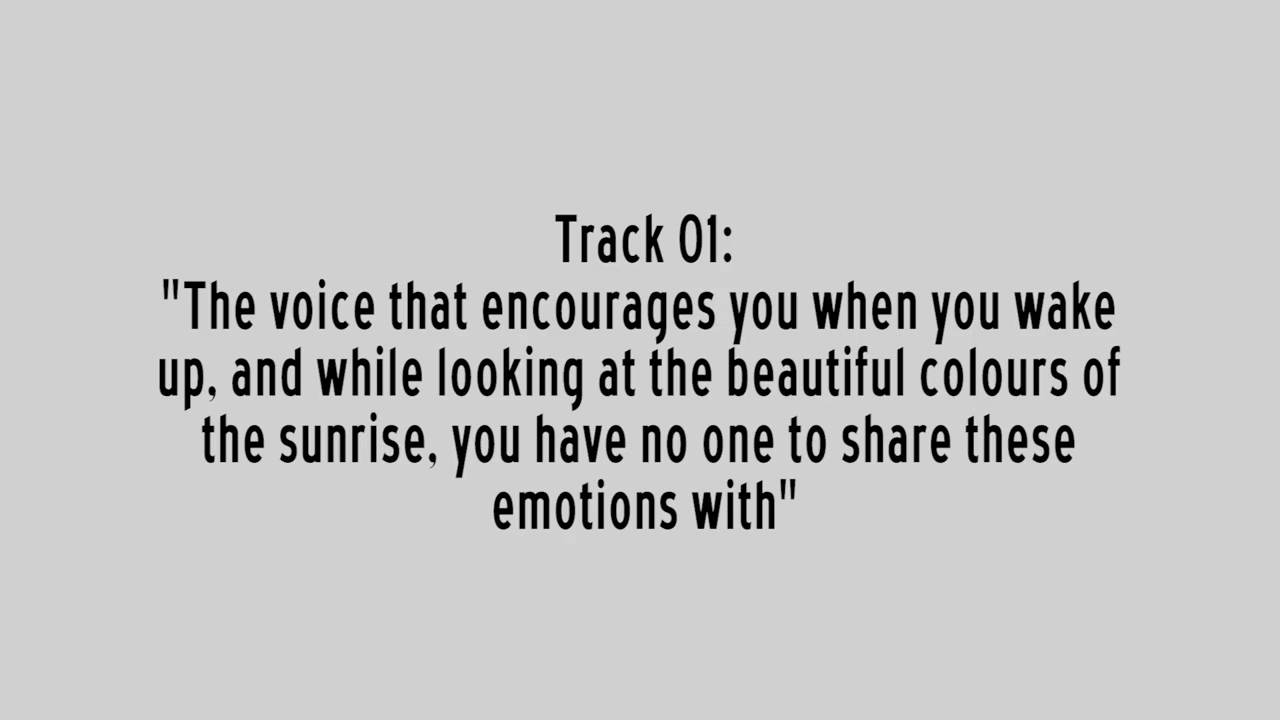 Track 01:
"The voice that encourages you when you wake
up, and while looking at the beautiful colours of
the sunrise, you have no one to share these
emotions with"